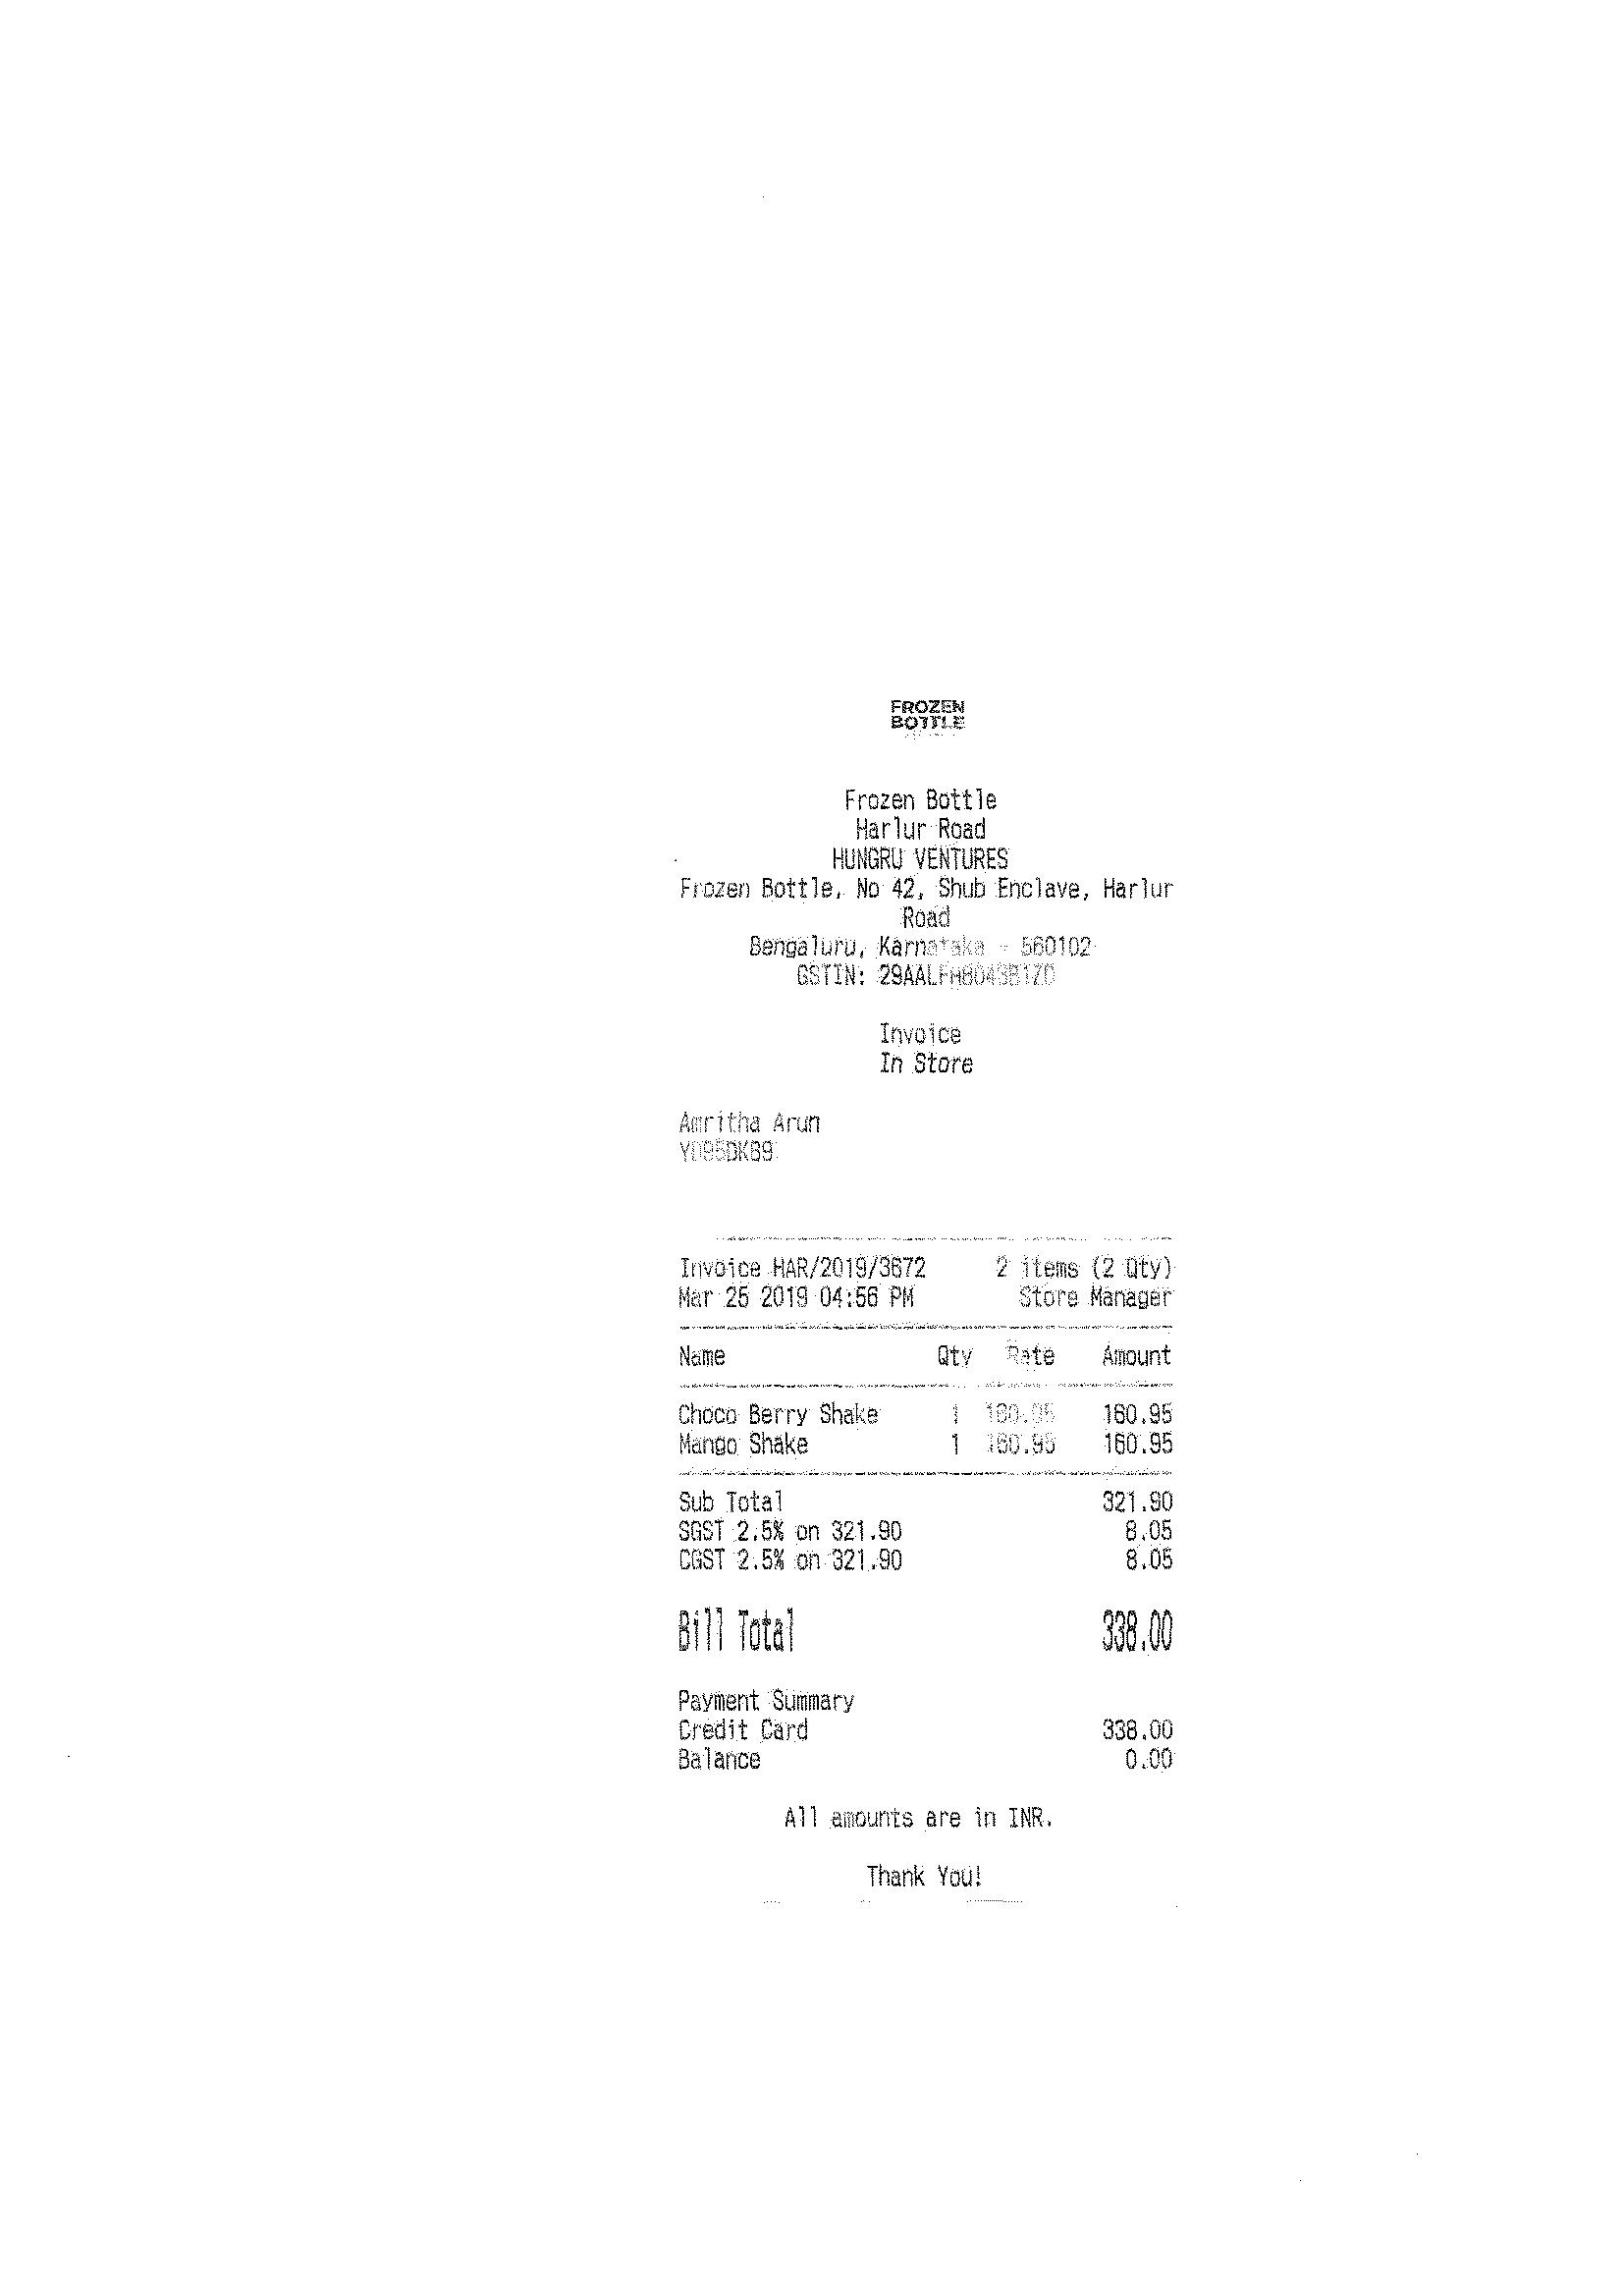 FROZEN
BOTTLE
Frozen Bottle
Harlur Road
HUNGRU VENTURES
Frozen Bottle, No 42, Shub Enclave, Harlur
Road
Bengaluru, Karnataka - 560102
GSTIN:
Invoice
In Store
Amritha Arun
Invoice HAR/2019/3672 2 items (2 Qty)
Mar 25 2019 04:56 PM Store Manager
Name Qty Rate Amount
Choco Berry Shake 1 160.95 160.95
Mango Shake 1 160.95 160.95
Sub Total 321.90
SGST 2.5% on 321.90 8.05
CGST 2.5% on 321.90 8.05
Bill Total 338.00
Payment Summary
Credit Card 338.00
Balance 0.00
All amounts are in INR.
Thank You!